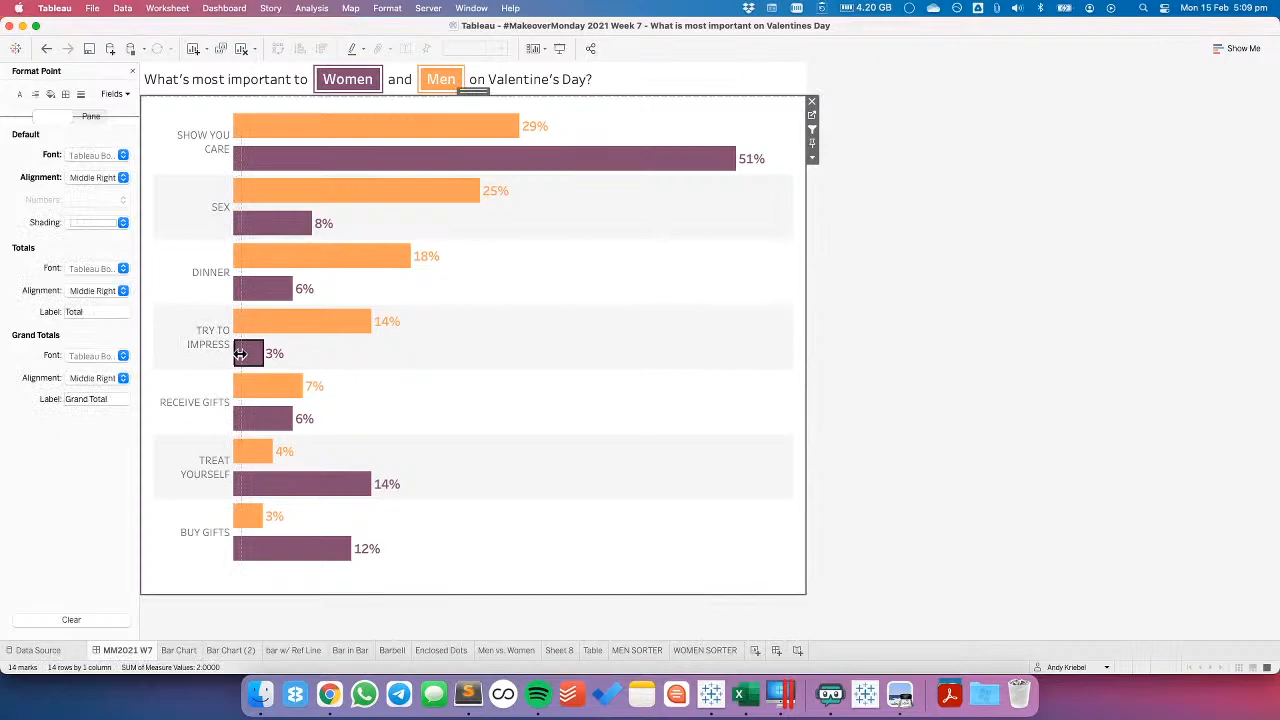 Tableau File Data Worksheet Dashboard Story Analysis Map Format Server Window Help 4.20 GB Mon 15 Feb 5:09 pm
Tableau - #MakeoverMonday 2021 Week 7 - What is most important on Valentines Day
Show Me
Format Point
Fields
Pane
Default
Font: Tableau Bo..
Alignment: Middle Right
Numbers:
Shading:
Totals
Font: Tableau Bo..
Alignment: Middle Right
Label: Total
Grand Totals
Font: Tableau Bo..
Alignment: Middle Right
Label: Grand Total
Clear
What's most important to Women and Men on Valentine's Day?
SHOW YOU
CARE
29%
51%
SEX
25%
8%
DINNER
18%
6%
TRY TO
IMPRESS
14%
3%
RECEIVE GIFTS
7%
6%
TREAT
YOURSELF
4%
14%
BUY GIFTS
3%
12%
Data Source MM2021 W7 Bar Chart Bar Chart (2) bar w/ Ref Line Bar in Bar Barbell Enclosed Dots Men vs. Women Sheet 8 Table MEN SORTER WOMEN SORTER
14 marks 14 rows by 1 column SUM of Measure Values: 2.0000 Andy Kriebel